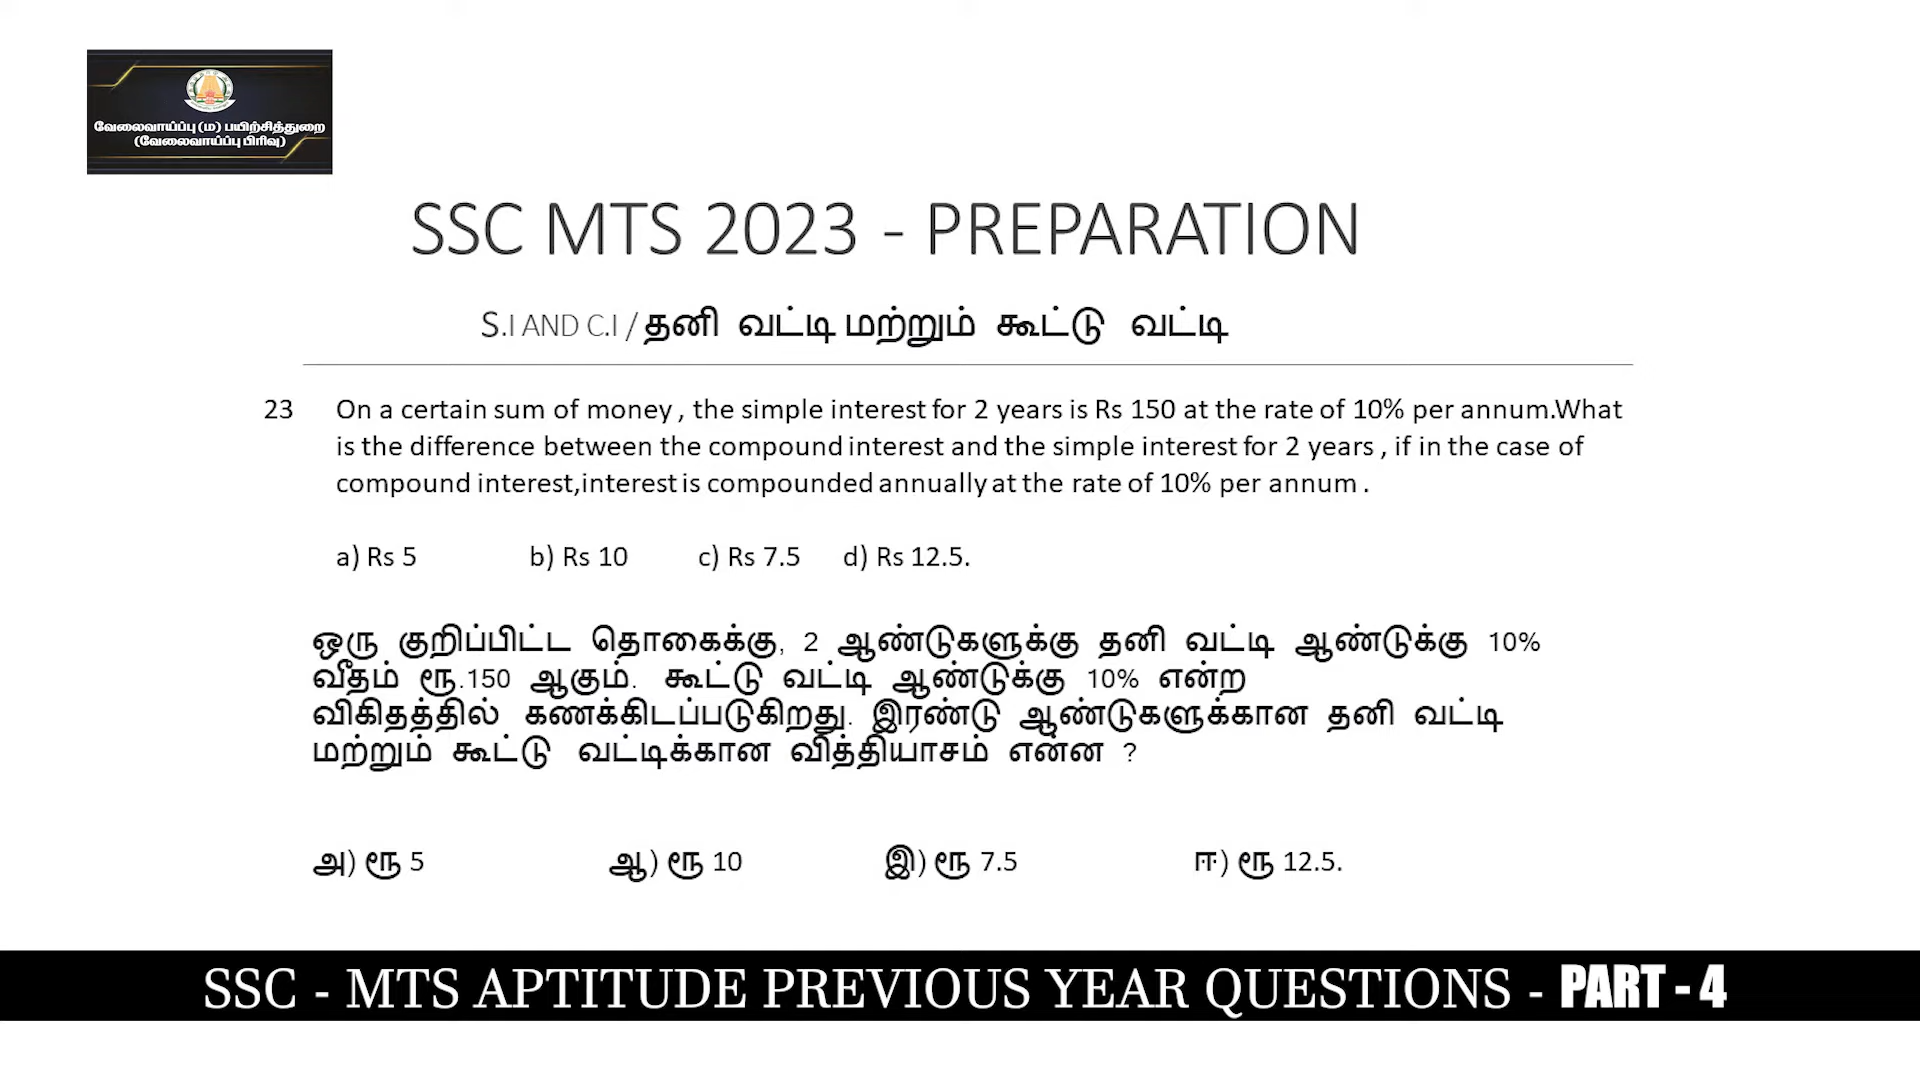 வேலைவாய்ப்பு (ம) பயிற்சித்துறை
(வேலைவாய்ப்பு பிரிவு)
SSC MTS 2023 - PREPARATION
S.I AND C.I / தனி வட்டி மற்றும் கூட்டு வட்டி
23 On a certain sum of money , the simple interest for 2 years is Rs 150 at the rate of 10% per annum.What
is the difference between the compound interest and the simple interest for 2 years , if in the case of
compound interest,interest is compounded annually at the rate of 10% per annum .
a) Rs 5 b) Rs 10 c) Rs 7.5 d) Rs 12.5.
ஒரு குறிப்பிட்ட தொகைக்கு, 2 ஆண்டுகளுக்கு தனி வட்டி ஆண்டுக்கு 10%
வீதம் ரூ.150 ஆகும். கூட்டு வட்டி ஆண்டுக்கு 10% என்ற
விகிதத்தில் கணக்கிடப்படுகிறது. இரண்டு ஆண்டுகளுக்கான தனி வட்டி
மற்றும் கூட்டு வட்டிக்கான வித்தியாசம் என்ன ?
அ) ரூ 5 ஆ) ரூ 10 இ) ரூ 7.5 ஈ) ரூ 12.5.
SSC - MTS APTITUDE PREVIOUS YEAR QUESTIONS - PART - 4